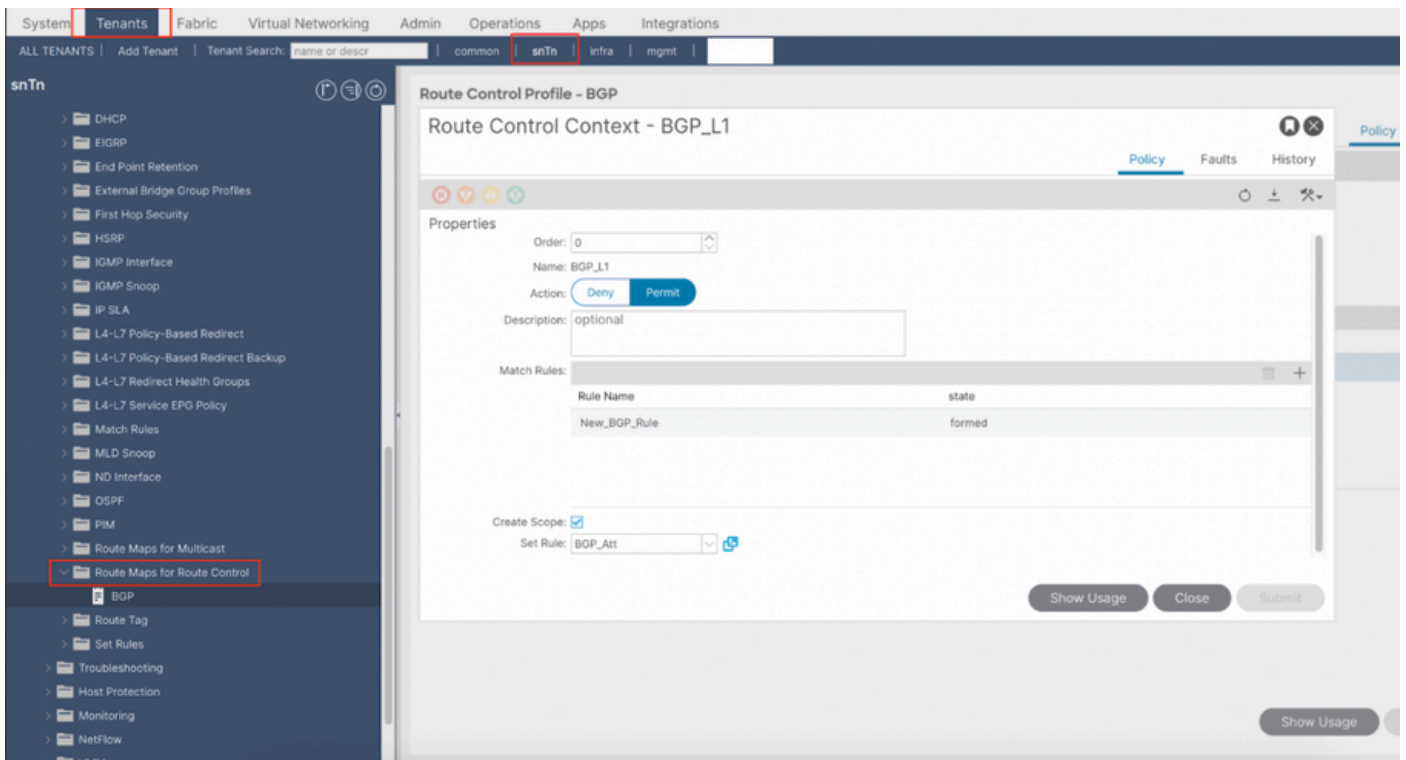 System Tenants Fabric Virtual Networking Admin Operations Apps Integrations
ALL TENANTS | Add Tenant | Tenant Search: name or descr | common | snTn | infra | mgmt |
snTn
DHCP
EIGRP
End Point Retention
External Bridge Group Profiles
First Hop Security
HSRP
IGMP Interface
IGMP Snoop
IP SLA
L4-L7 Policy-Based Redirect
L4-L7 Policy-Based Redirect Backup
L4-L7 Redirect Health Groups
L4-L7 Service EPG Policy
Match Rules
MLD Snoop
ND Interface
OSPF
PIM
Route Maps for Multicast
Route Maps for Route Control
BGP
Route Tag
Set Rules
Troubleshooting
Host Protection
Monitoring
NetFlow
Route Control Profile - BGP
Route Control Context - BGP_L1
Policy
Policy Faults History
Properties
Order: 0
Name: BGP_L1
Action: Deny Permit
Description: optional
Match Rules:
Rule Name state
New_BGP_Rule formed
Create Scope:
Set Rule: BGP_Att
Show Usage Close Submit
Show Usage